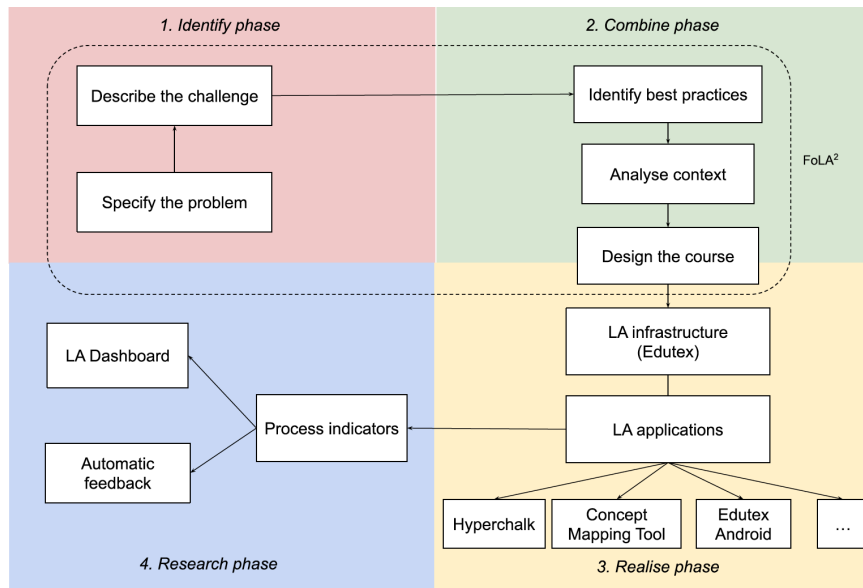 1. Identify phase
2. Combine phase
Describe the challenge
Identify best practices
FoLA²
Analyse context
Specify the problem
Design the course
LA infrastructure
(Edutex)
LA Dashboard
Process indicators
LA applications
Automatic
feedback
Hyperchalk
Concept
Mapping Tool
Edutex
Android
...
4. Research phase
3. Realise phase